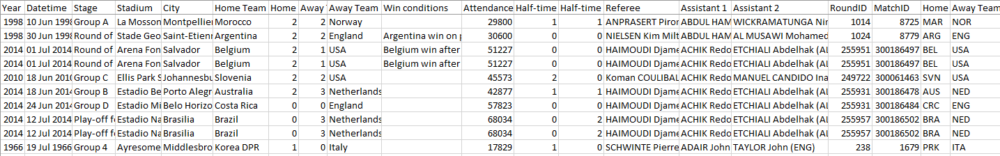 Year Datetime Stage Stadium City Home Team Home Away T Away Team Win conditions Attendance Half-time Half-time Referee Assistant 1 Assistant 2 RoundID MatchID Home Away Team
1998 10 Jun 1998 Group A La Mosson Montpellier Morocco 2 2 Norway 29800 1 1 ANPRASERT Piron ABDUL HAM WICKRAMATUNGA Nir 1014 8725 MAR NOR
1998 30 Jun 1998 Round of Stade Geo Saint-Etien Argentina 2 2 England Argentina win on p 30600 0 0 NIELSEN Kim Milt ABDUL HAM AL MUSAWI Mohamed 1024 8779 ARG ENG
2014 01 Jul 2014 Round of Arena Fon Salvador Belgium 2 1 USA Belgium win after 51227 0 0 HAIMOUDI Djame ACHIK Redo ETCHIALI Abdelhak (AL 255951 300186497 BEL USA
2014 01 Jul 2014 Round of Arena Fon Salvador Belgium 2 1 USA Belgium win after 51227 0 0 HAIMOUDI Djame ACHIK Redo ETCHIALI Abdelhak (AL 255951 300186497 BEL USA
2010 18 Jun 2010 Group C Ellis Park S Johannesbu Slovenia 2 2 USA 45573 2 0 Koman COULIBAL ACHIK Redo MANUEL CANDIDO Ina 249722 300061463 SVN USA
2014 18 Jun 2014 Group B Estadio Be Porto Alegr Australia 2 3 Netherlands 42877 1 1 HAIMOUDI Djame ACHIK Redo ETCHIALI Abdelhak (AL 255931 300186478 AUS NED
2014 24 Jun 2014 Group D Estadio Mi Belo Horizo Costa Rica 0 0 England 57823 0 0 HAIMOUDI Djame ACHIK Redo ETCHIALI Abdelhak (AL 255931 300186484 CRC ENG
2014 12 Jul 2014 Play-off f Estadio Na Brasilia Brazil 0 3 Netherlands 68034 0 2 HAIMOUDI Djame ACHIK Redo ETCHIALI Abdelhak (AL 255957 300186502 BRA NED
2014 12 Jul 2014 Play-off f Estadio Na Brasilia Brazil 0 3 Netherlands 68034 0 2 HAIMOUDI Djame ACHIK Redo ETCHIALI Abdelhak (AL 255957 300186502 BRA NED
1966 19 Jul 1966 Group 4 Ayresome Middlesbro Korea DPR 1 0 Italy 17829 1 0 SCHWINTE Pierre ADAIR John TAYLOR John (ENG) 238 1679 PRK ITA